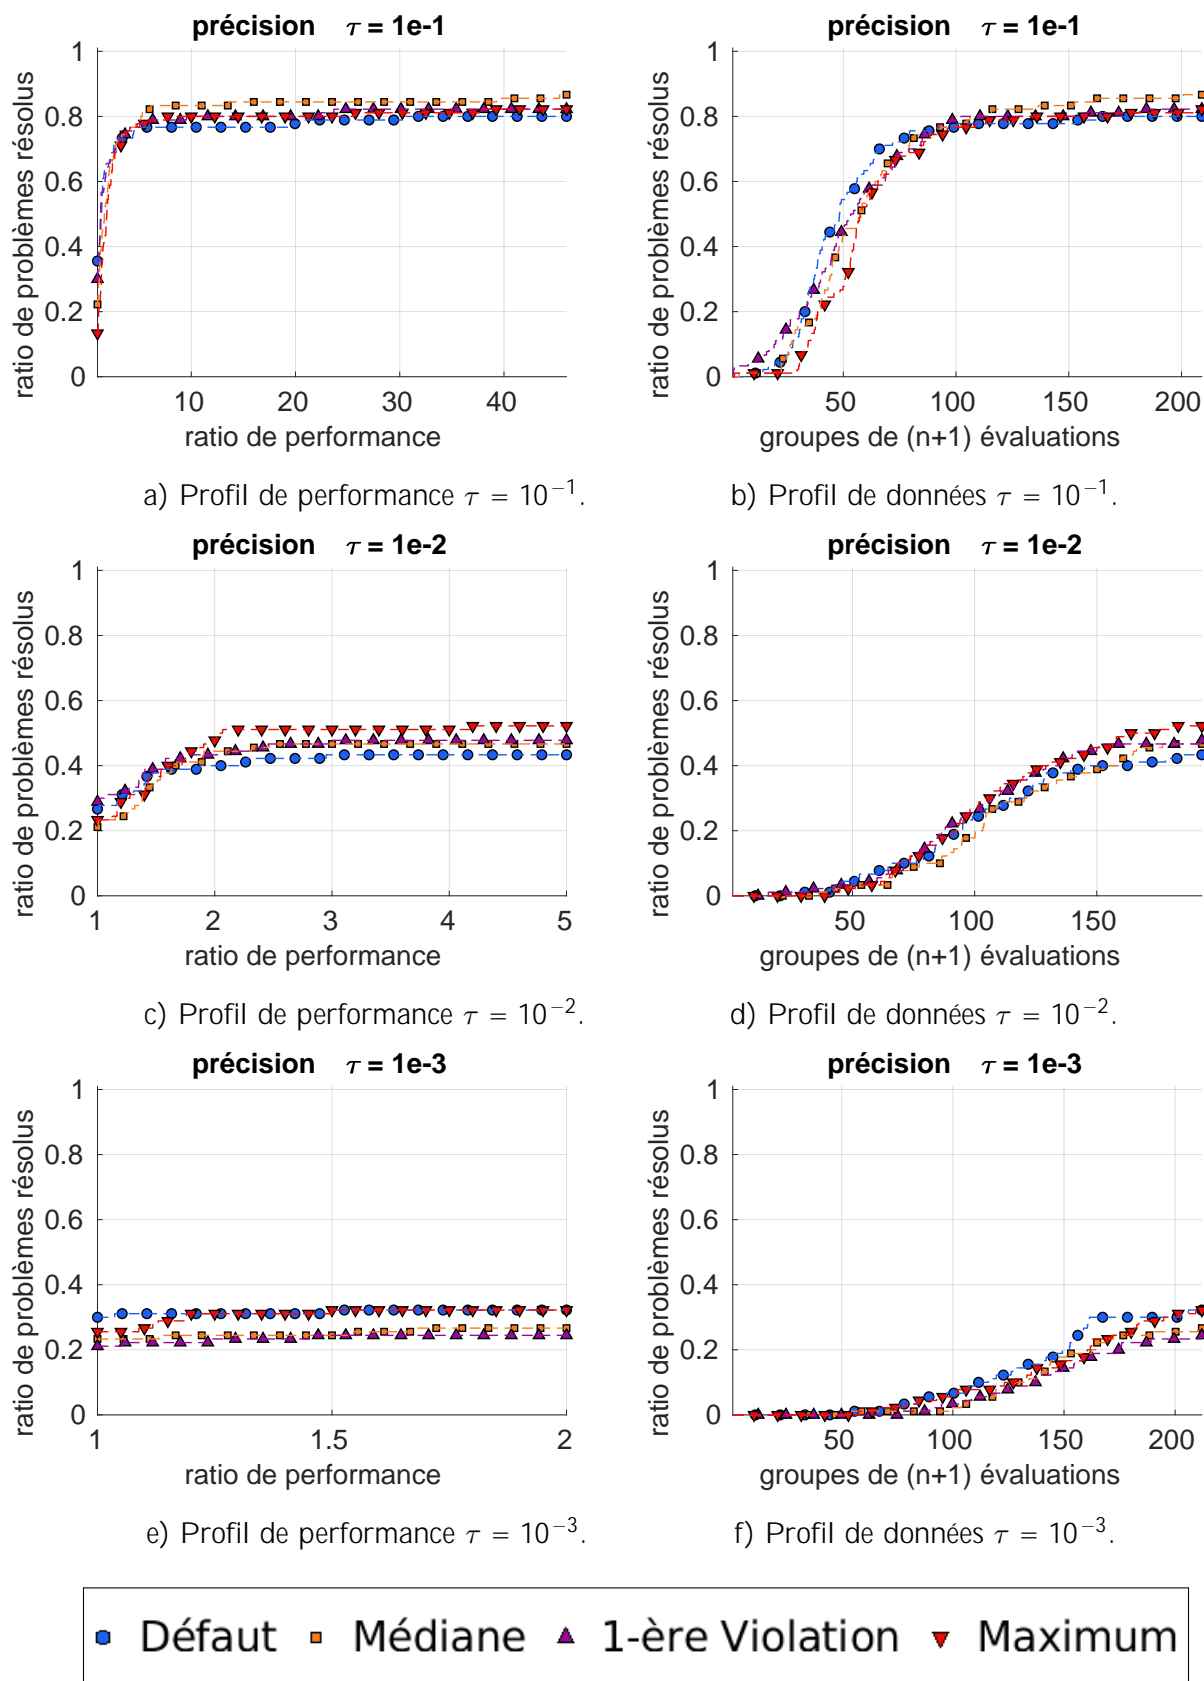 précision τ = 1e-1
ratio de problèmes résolus
1
0.8
0.6
0.4
0.2
0
10 20 30 40
ratio de performance
a) Profil de performance τ = 10⁻¹.
précision τ = 1e-1
ratio de problèmes résolus
1
0.8
0.6
0.4
0.2
0
50 100 150 200
groupes de (n+1) évaluations
b) Profil de données τ = 10⁻¹.
précision τ = 1e-2
ratio de problèmes résolus
1
0.8
0.6
0.4
0.2
0
1 2 3 4 5
ratio de performance
c) Profil de performance τ = 10⁻².
précision τ = 1e-2
ratio de problèmes résolus
1
0.8
0.6
0.4
0.2
0
50 100 150
groupes de (n+1) évaluations
d) Profil de données τ = 10⁻².
précision τ = 1e-3
ratio de problèmes résolus
1
0.8
0.6
0.4
0.2
0
1 1.5 2
ratio de performance
e) Profil de performance τ = 10⁻³.
précision τ = 1e-3
ratio de problèmes résolus
1
0.8
0.6
0.4
0.2
0
50 100 150 200
groupes de (n+1) évaluations
f) Profil de données τ = 10⁻³.
Défaut Médiane 1-ère Violation Maximum